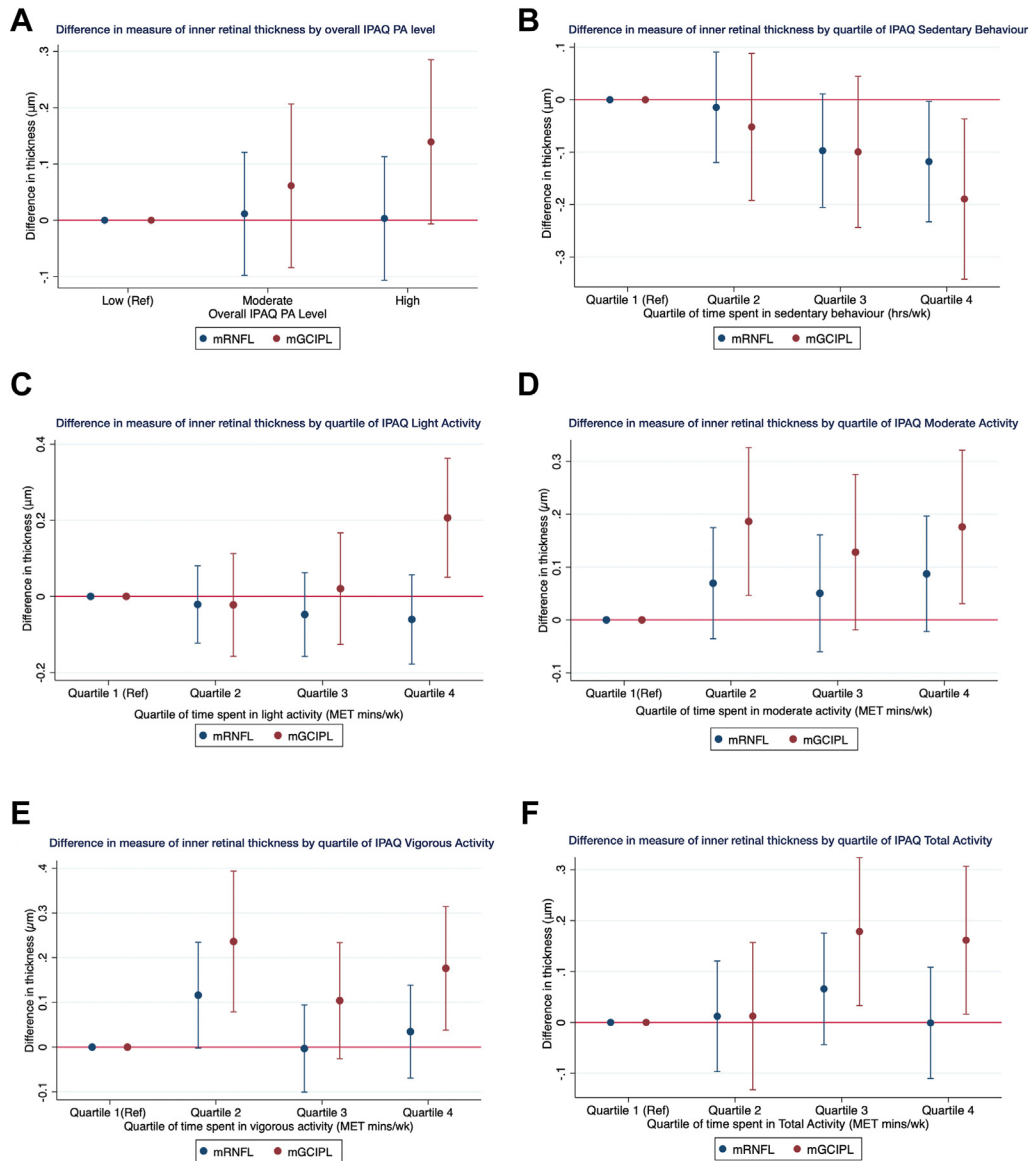 A
Difference in measure of inner retinal thickness by overall IPAQ PA level
Difference in thickness (µm)
.3
.2
.1
0
-.1
Low (Ref)
Moderate
High
Overall IPAQ PA Level
mRNFL
mGCIPL
B
Difference in measure of inner retinal thickness by quartile of IPAQ Sedentary Behaviour
Difference in thickness (µm)
.1
0
-.1
-.2
-.3
Quartile 1 (Ref)
Quartile 2
Quartile 3
Quartile 4
Quartile of time spent in sedentary behaviour (hrs/wk)
mRNFL
mGCIPL
C
Difference in measure of inner retinal thickness by quartile of IPAQ Light Activity
Difference in thickness (µm)
0.4
0.2
0
-0.2
Quartile 1 (Ref)
Quartile 2
Quartile 3
Quartile 4
Quartile of time spent in light activity (MET mins/wk)
mRNFL
mGCIPL
D
Difference in measure of inner retinal thickness by quartile of IPAQ Moderate Activity
Difference in thickness (µm)
0.3
0.2
0.1
0
-0.1
Quartile 1(Ref)
Quartile 2
Quartile 3
Quartile 4
Quartile of time spent in moderate activity (MET mins/wk)
mRNFL
mGCIPL
E
Difference in measure of inner retinal thickness by quartile of IPAQ Vigorous Activity
Difference in thickness (µm)
0.4
0.3
0.2
0.1
0
-0.1
Quartile 1(Ref)
Quartile 2
Quartile 3
Quartile 4
Quartile of time spent in vigorous activity (MET mins/wk)
mRNFL
mGCIPL
F
Difference in measure of inner retinal thickness by quartile of IPAQ Total Activity
Difference in thickness (µm)
0.3
0.2
0.1
0
-.1
Quartile 1 (Ref)
Quartile 2
Quartile 3
Quartile 4
Quartile of time spent in Total Activity (MET mins/wk)
mRNFL
mGCIPL